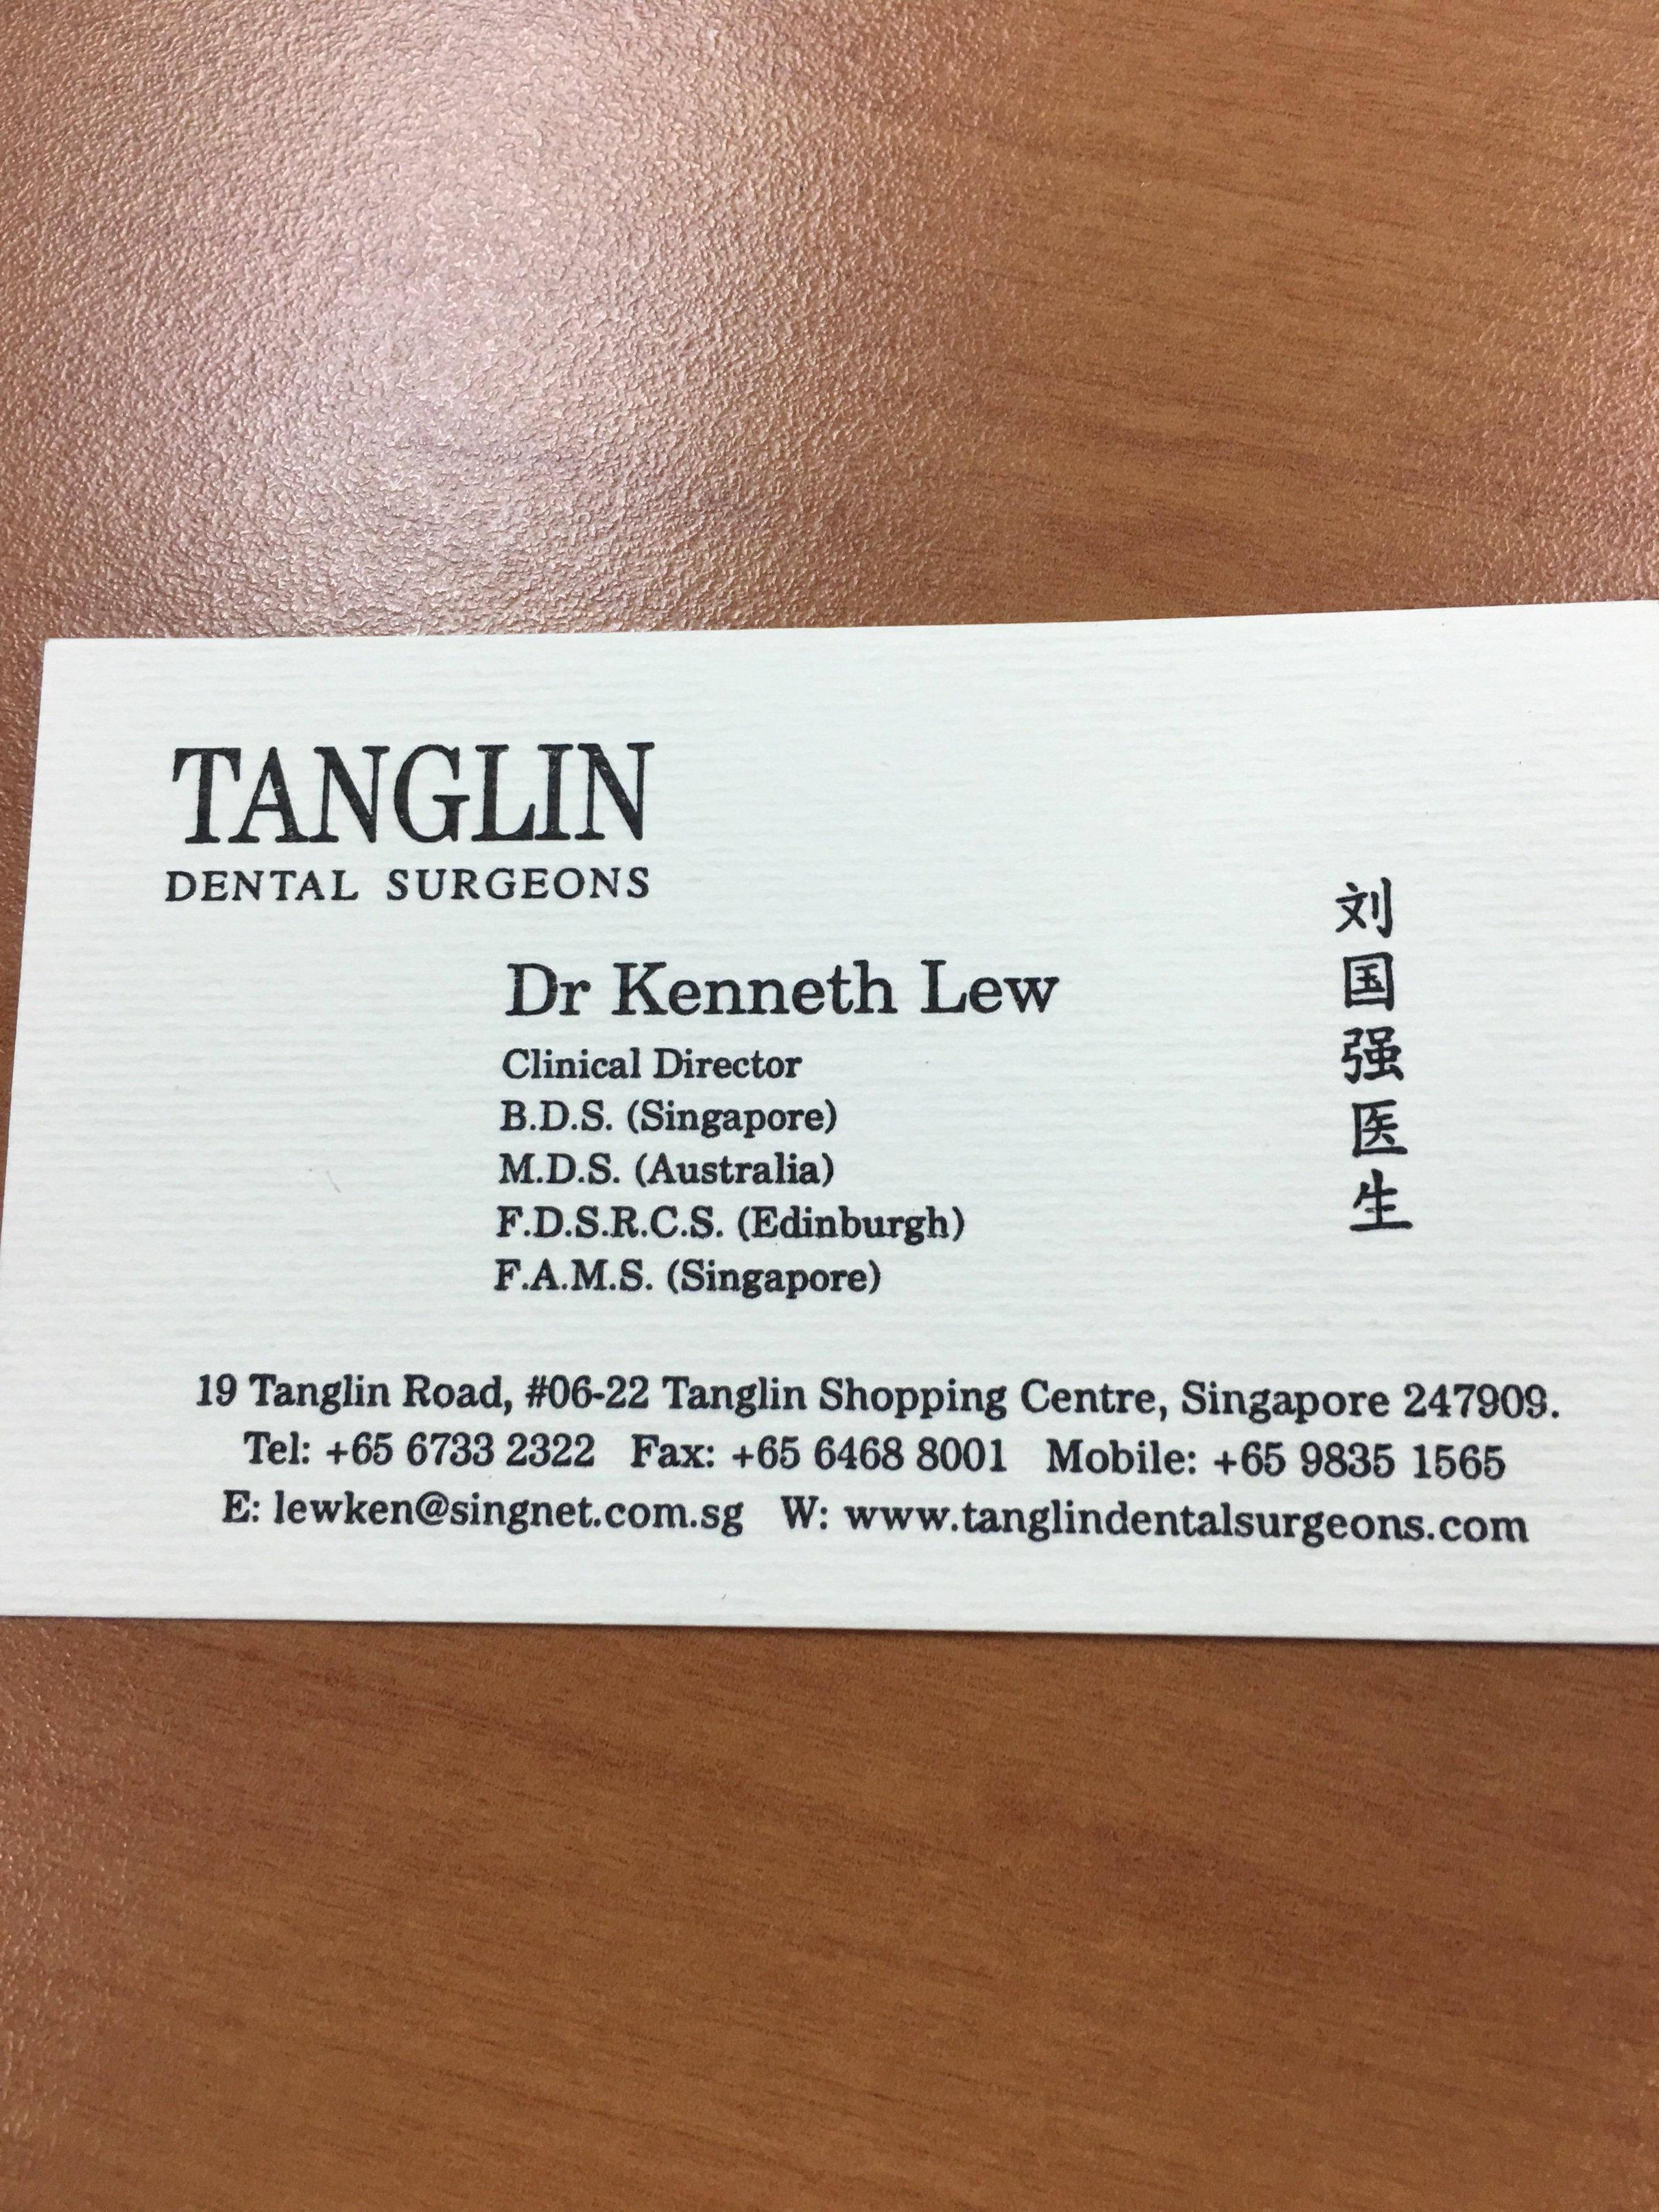 TANGLIN
DENTAL SURGEONS
Dr Kenneth Lew
Clinical Director
B.D.S. (Singapore)
M.D.S. (Australia)
F.D.S.R.C.S. (Edinburgh)
F.A.M.S. (Singapore)
刘国强医生
19 Tanglin Road, #06-22 Tanglin Shopping Centre, Singapore 247909.
Tel: +65 6733 2322 Fax: +65 6468 8001 Mobile: +65 9835 1565
E: lewken@singnet.com.sg W: www.tanglindentalsurgeons.com